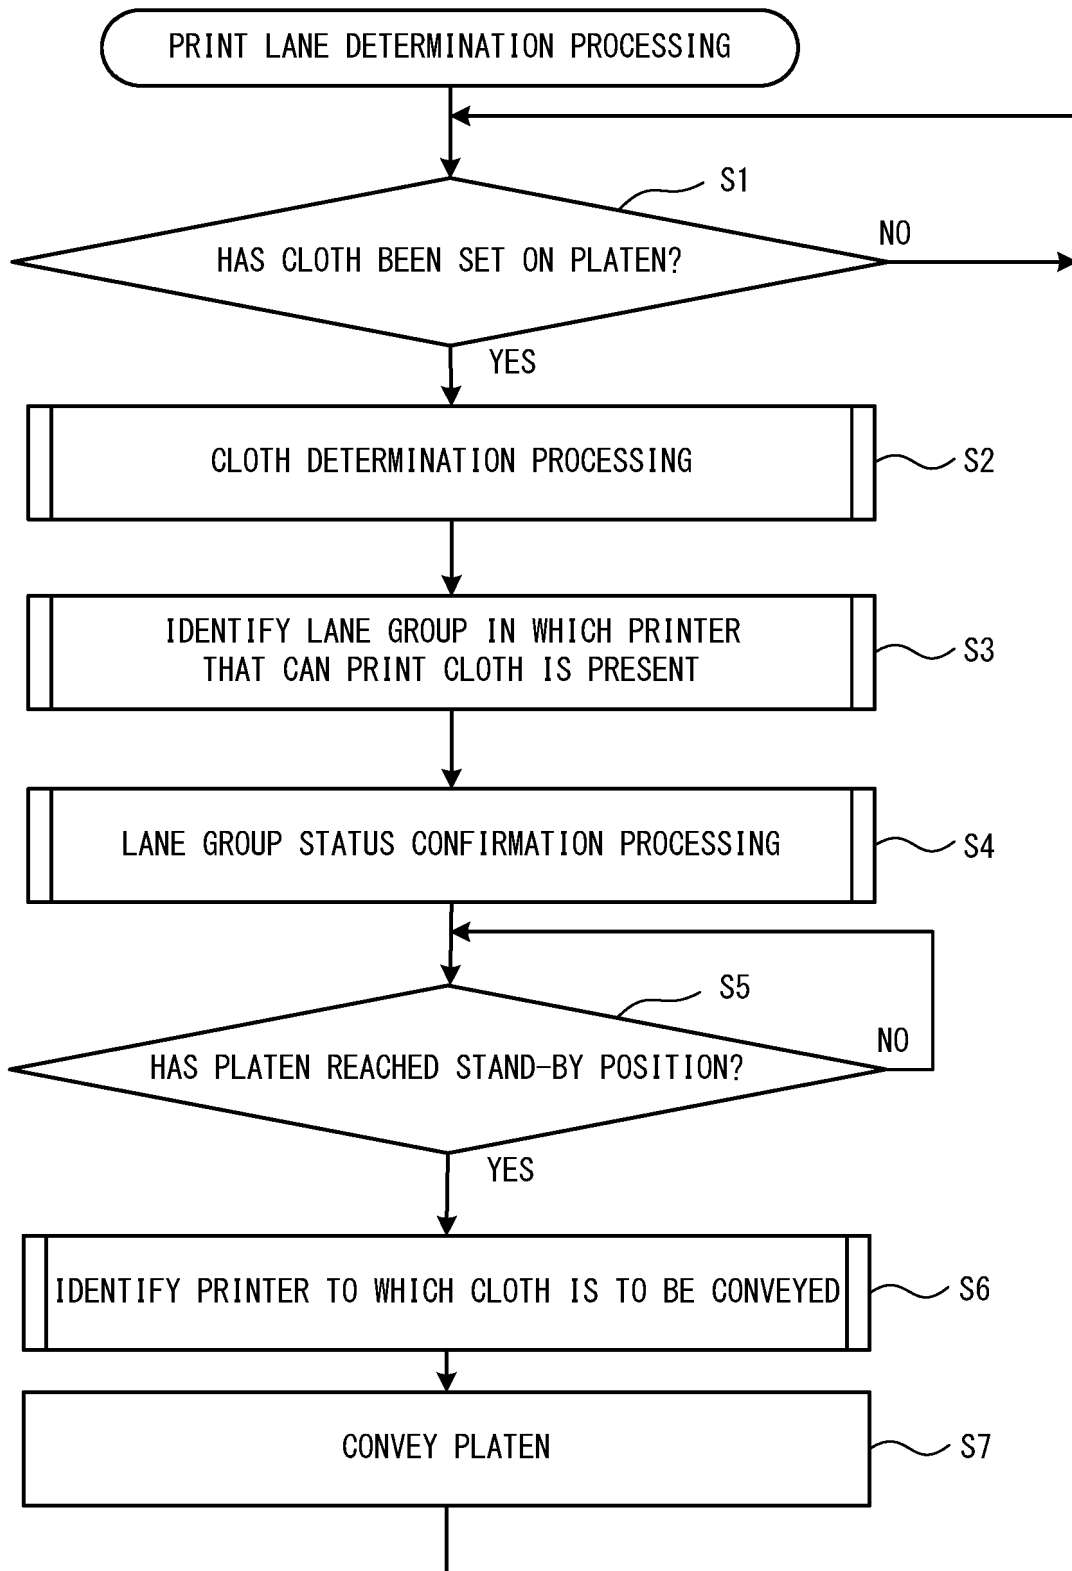 PRINT LANE DETERMINATION PROCESSING
S1
HAS CLOTH BEEN SET ON PLATEN?
NO
YES
CLOTH DETERMINATION PROCESSING
S2
IDENTIFY LANE GROUP IN WHICH PRINTER
THAT CAN PRINT CLOTH IS PRESENT
S3
LANE GROUP STATUS CONFIRMATION PROCESSING
S4
S5
HAS PLATEN REACHED STAND-BY POSITION?
NO
YES
IDENTIFY PRINTER TO WHICH CLOTH IS TO BE CONVEYED
S6
CONVEY PLATEN
S7